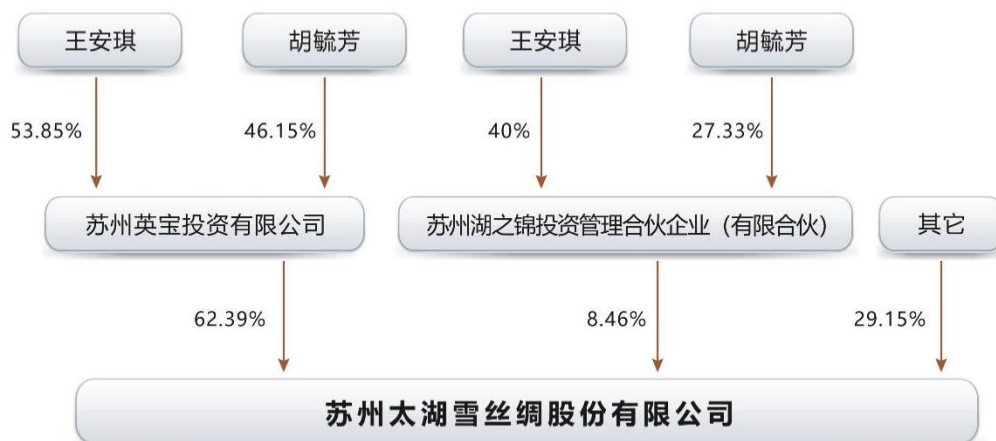 王安琪
胡毓芳
王安琪
胡毓芳
53.85%
46.15%
40%
27.33%
苏州英宝投资有限公司
苏州湖之锦投资管理合伙企业（有限合伙）
其它
62.39%
8.46%
29.15%
苏州太湖雪丝绸股份有限公司